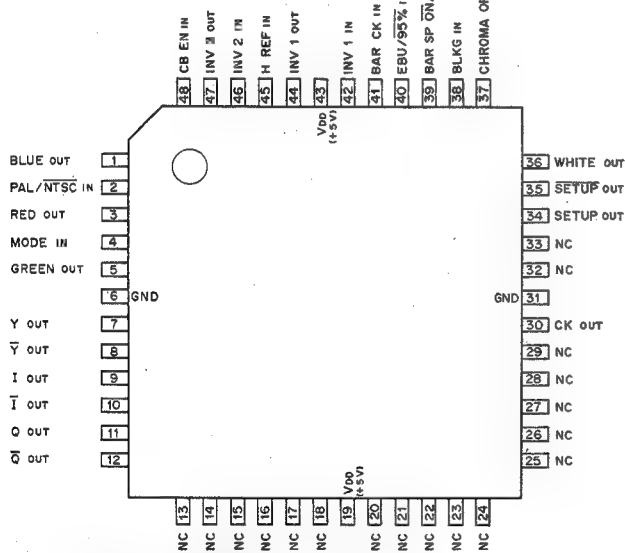 48 CB EN IN
47 INV 2 OUT
46 INV 2 IN
45 H REF IN
44 INV 1 OUT
43
VDD (+5V)
42 INV 1 IN
41 BAR CK IN
40 EBU/9̅5̅%̅
39 BAR SP O̅N̅/
38 BLKG IN
37 CHROMA
BLUE OUT 1
PAL/N̅T̅S̅C̅ IN 2
RED OUT 3
MODE IN 4
GREEN OUT 5
6 GND
Y OUT 7
Y̅ OUT 8
I OUT 9
I̅ OUT 10
Q OUT 11
Q̅ OUT 12
36 WHITE OUT
35 S̅E̅T̅U̅P̅ OUT
34 SETUP OUT
33 NC
32 NC
GND 31
30 CK OUT
29 NC
28 NC
27 NC
26 NC
25 NC
NC 13
NC 14
NC 15
NC 16
NC 17
NC 18
19
VDD (+5V)
NC 20
NC 21
NC 22
NC 23
NC 24